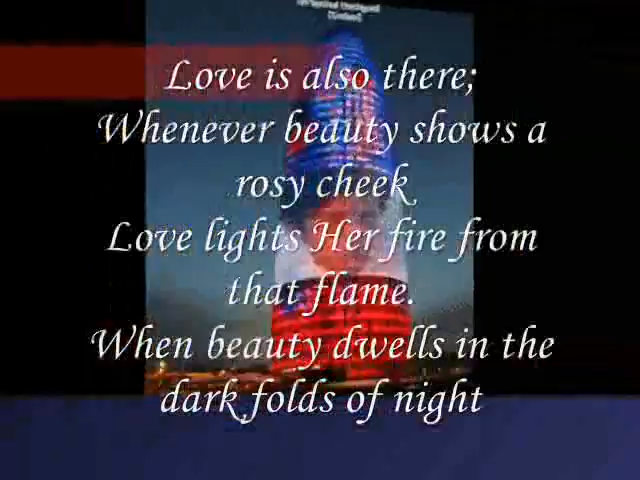 Love is also there;
Whenever beauty shows a
rosy cheek
Love lights Her fire from
that flame.
When beauty dwells in the
dark folds of night